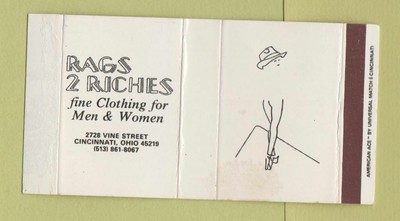 RAGS
2 RICHES
fine Clothing for
Men & Women
2728 VINE STREET
CINCINNATI, OHIO 45219
(513) 861-8067
AMERICAN ACE™ BY UNIVERSAL MATCH / CINCINNATI